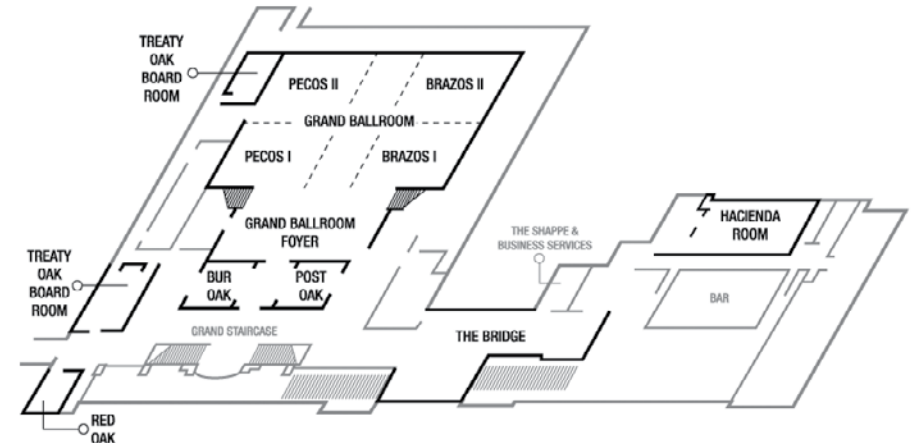 TREATY
OAK
BOARD
ROOM
PECOS II
BRAZOS II
GRAND BALLROOM
PECOS I
BRAZOS I
GRAND BALLROOM
FOYER
THE SHAPPE &
BUSINESS SERVICES
HACIENDA
ROOM
TREATY
OAK
BOARD
ROOM
BUR
OAK
POST
OAK
BAR
GRAND STAIRCASE
THE BRIDGE
RED
OAK